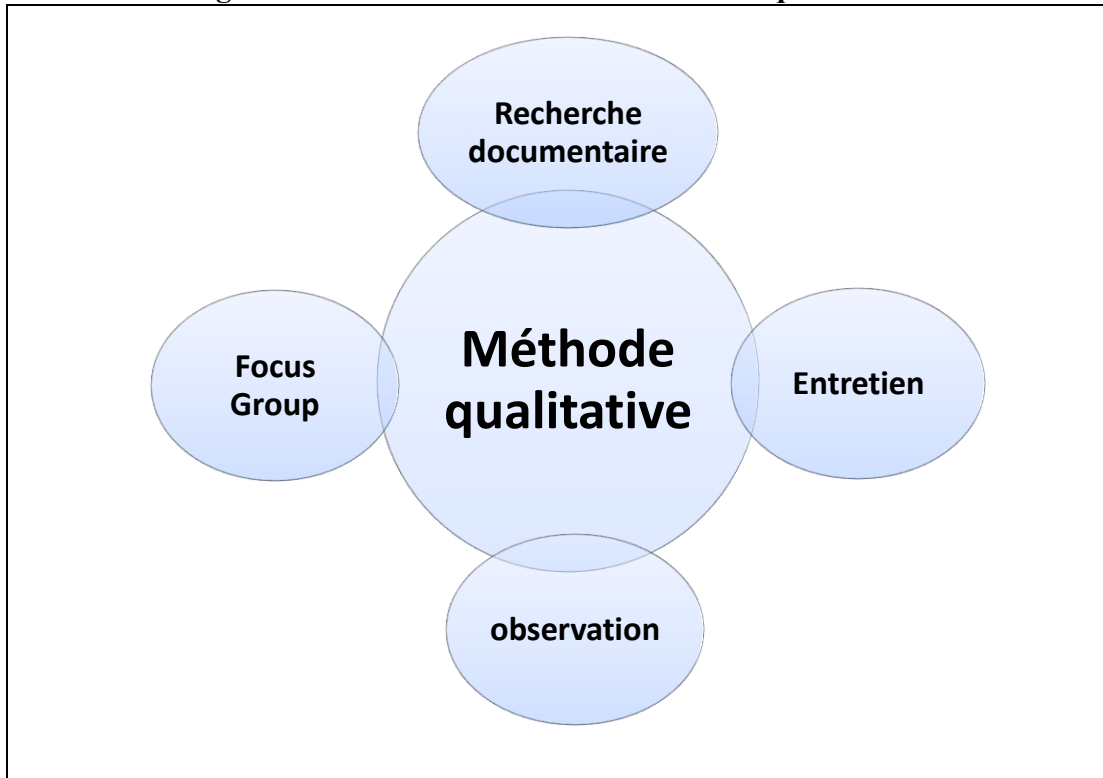 Recherche
documentaire
Méthode
qualitative
Focus
Group
Entretien
observation